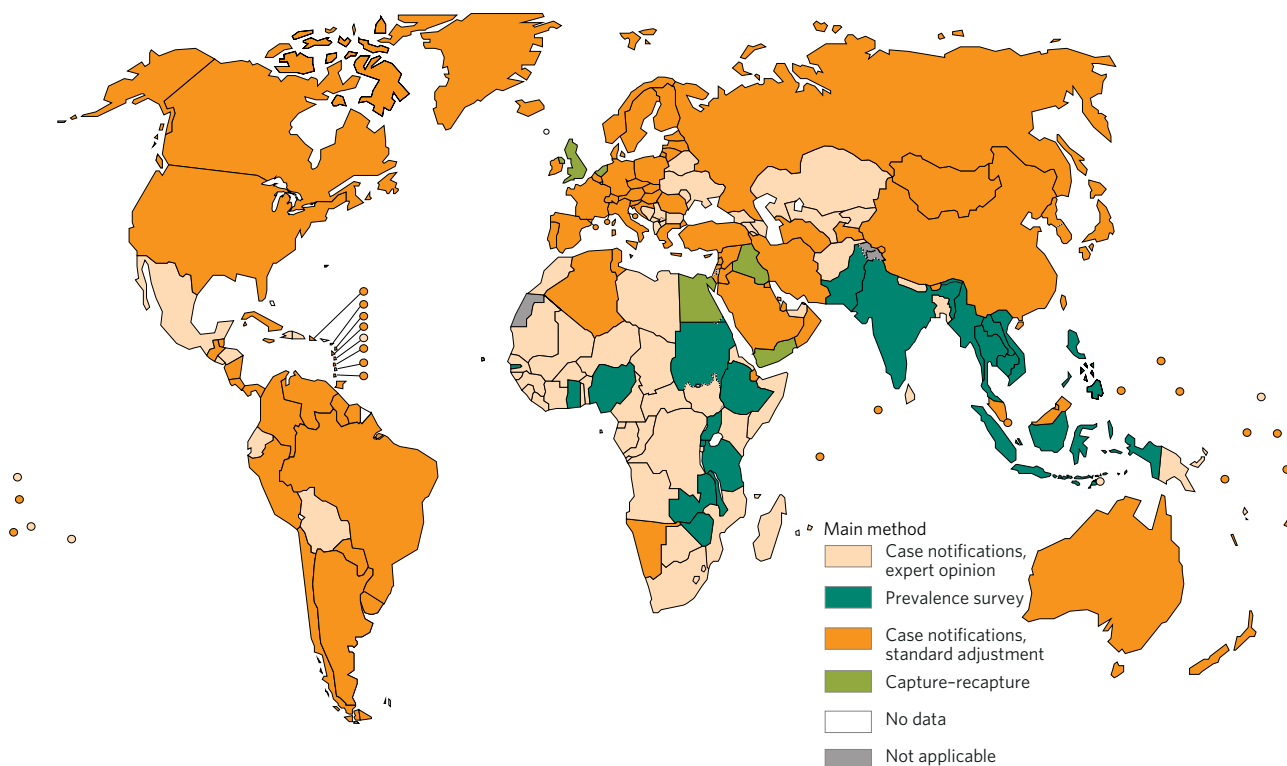 Main method
Case notifications,
expert opinion
Prevalence survey
Case notifications,
standard adjustment
Capture–recapture
No data
Not applicable